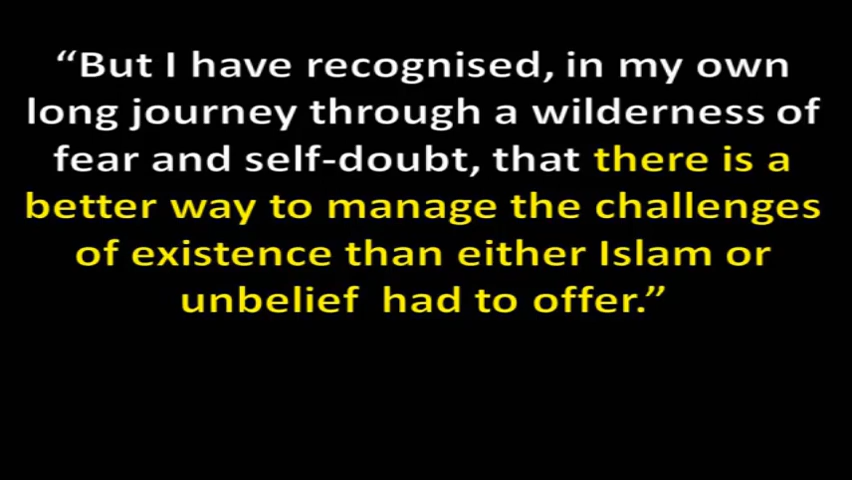 “But I have recognised, in my own
long journey through a wilderness of
fear and self-doubt, that there is a
better way to manage the challenges
of existence than either Islam or
unbelief had to offer.”